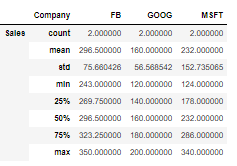 Company FB GOOG MSFT
Sales count 2.000000 2.000000 2.000000
mean 296.500000 160.000000 232.000000
std 75.660426 56.568542 152.735065
min 243.000000 120.000000 124.000000
25% 269.750000 140.000000 178.000000
50% 296.500000 160.000000 232.000000
75% 323.250000 180.000000 286.000000
max 350.000000 200.000000 340.000000